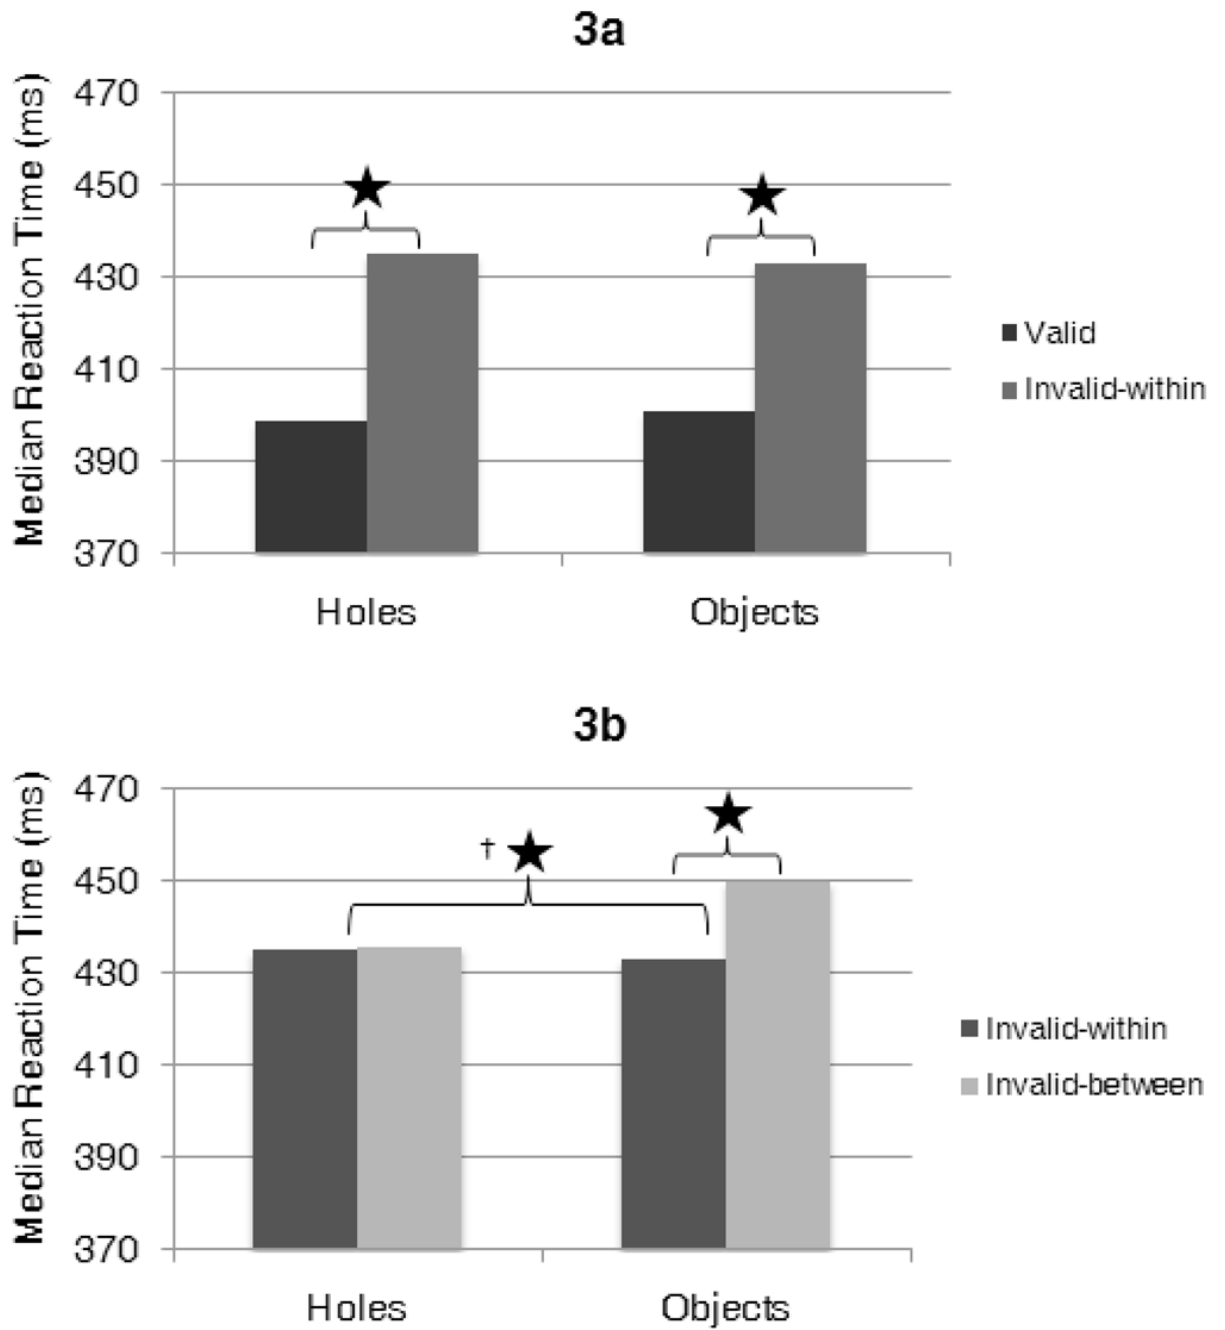 3a
Median Reaction Time (ms)
470
450
430
410
390
370
Holes
Objects
Valid
Invalid-within
3b
Median Reaction Time (ms)
470
450
430
410
390
370
†
Holes
Objects
Invalid-within
Invalid-between